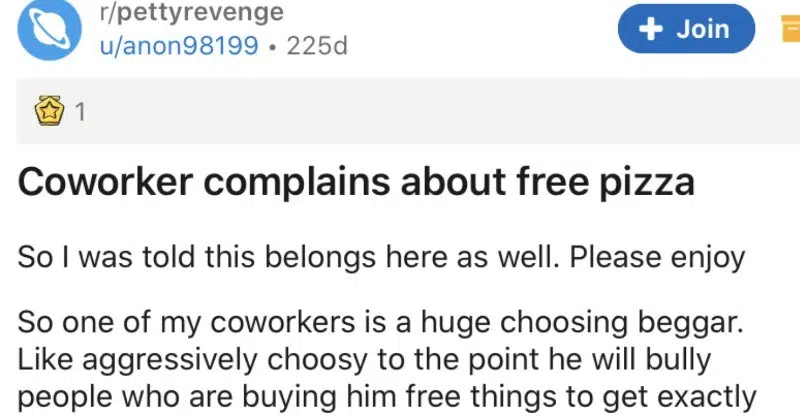 r/pettyrevenge
u/anon98199 • 225d
+ Join
1
Coworker complains about free pizza
So I was told this belongs here as well. Please enjoy
So one of my coworkers is a huge choosing beggar.
Like aggressively choosy to the point he will bully
people who are buying him free things to get exactly